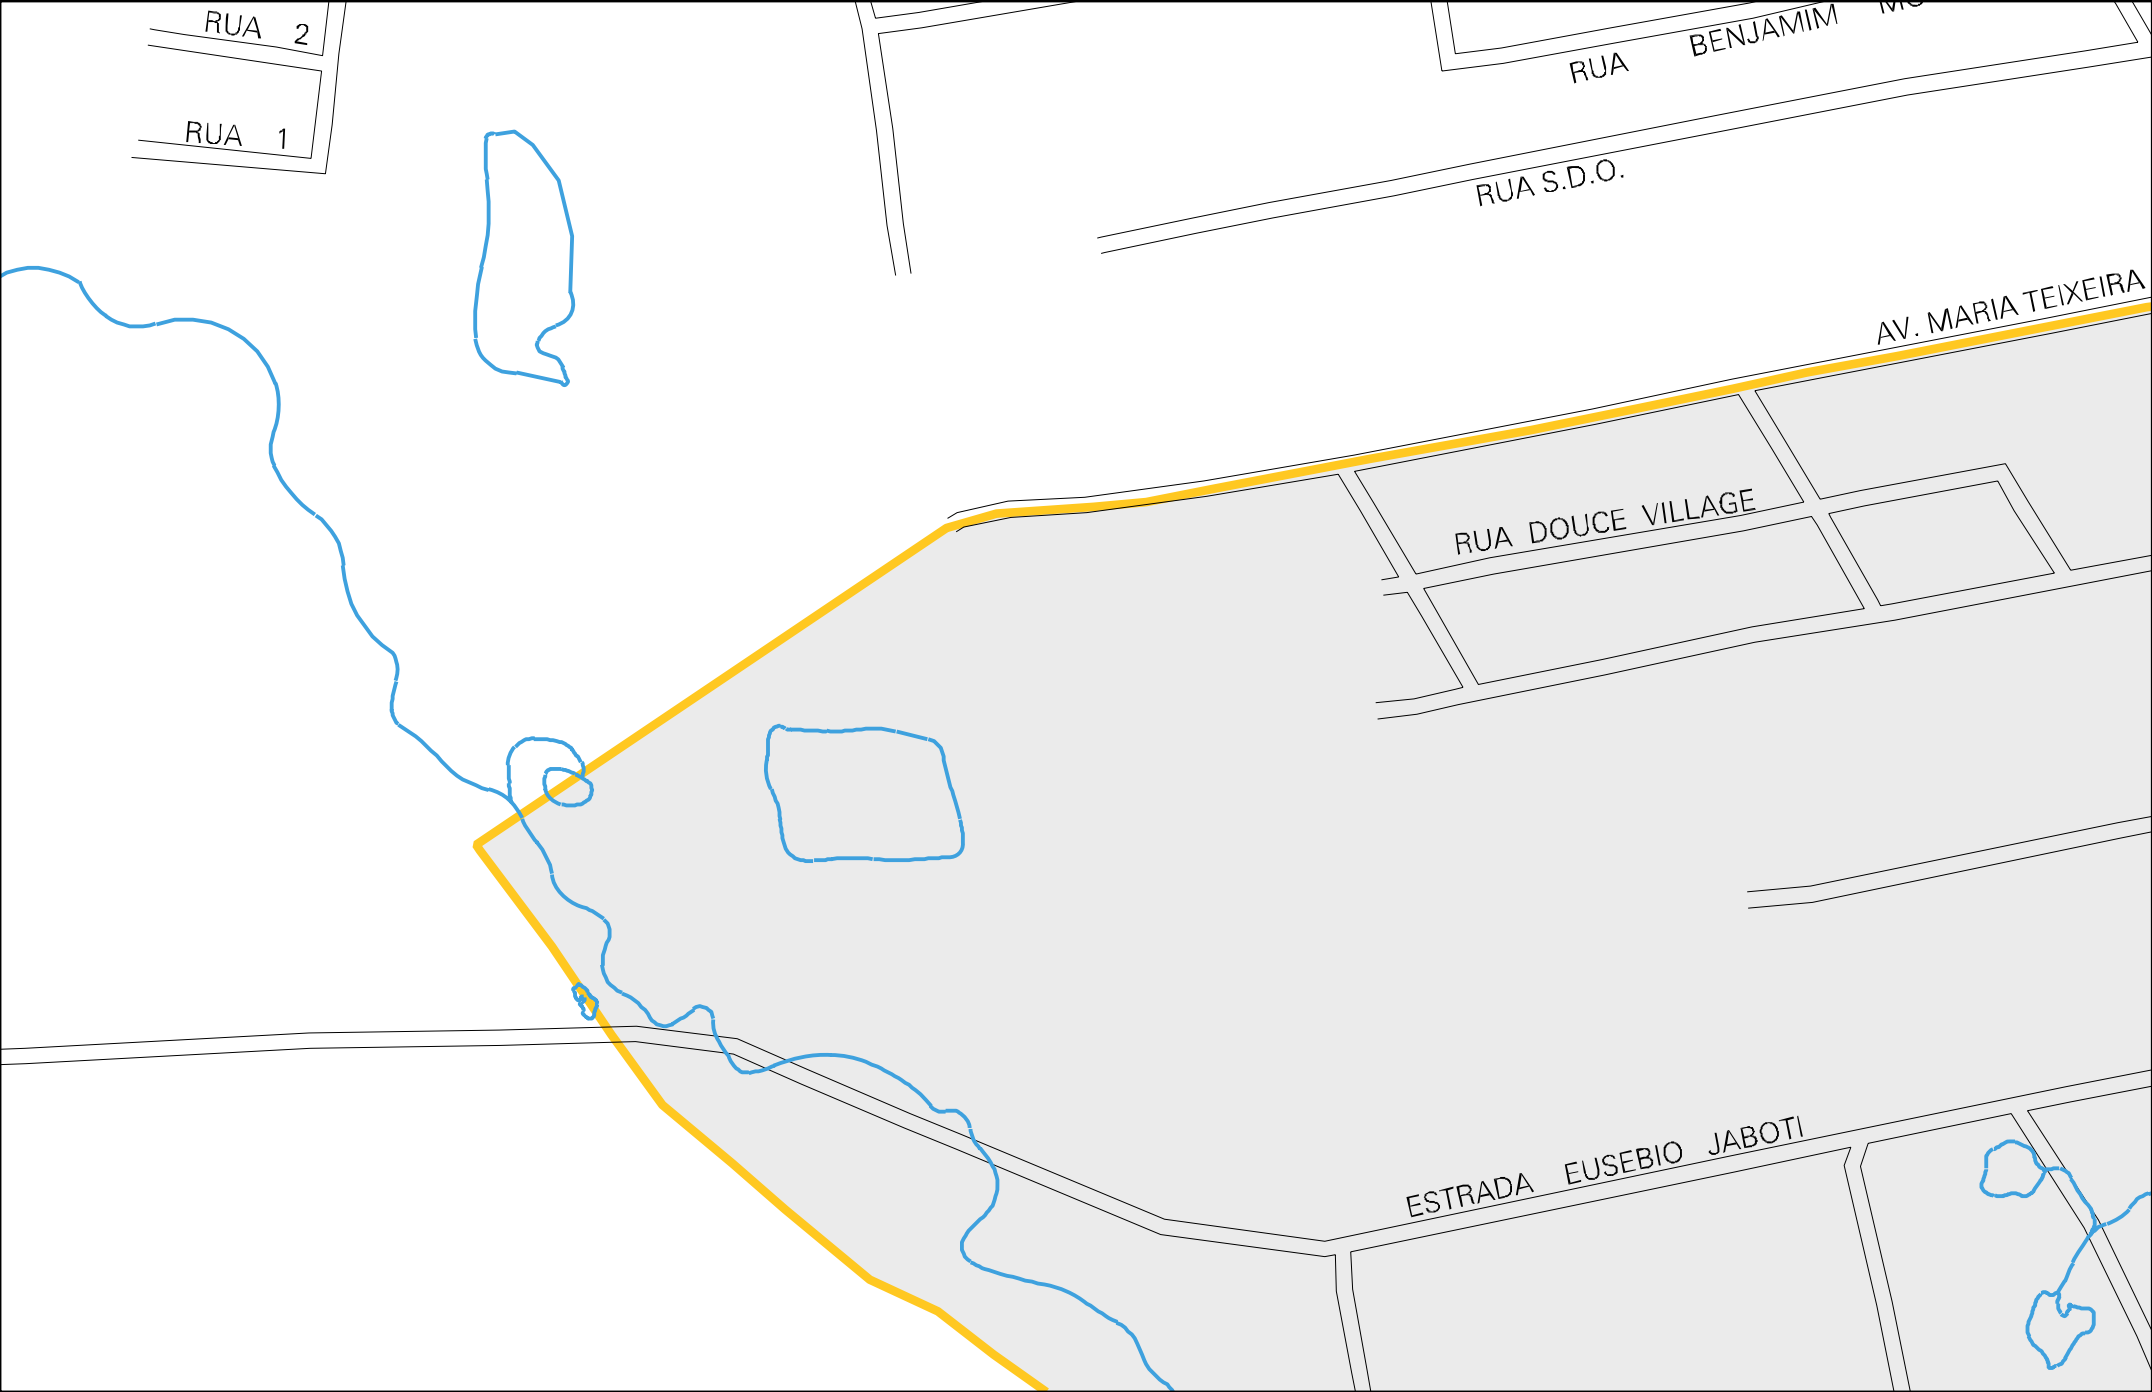 RUA 2
RUA 1
RUA BENJAMIM
RUA S.D.O.
AV. MARIA TEIXEIRA
RUA DOUCE VILLAGE
ESTRADA EUSEBIO JABOTI